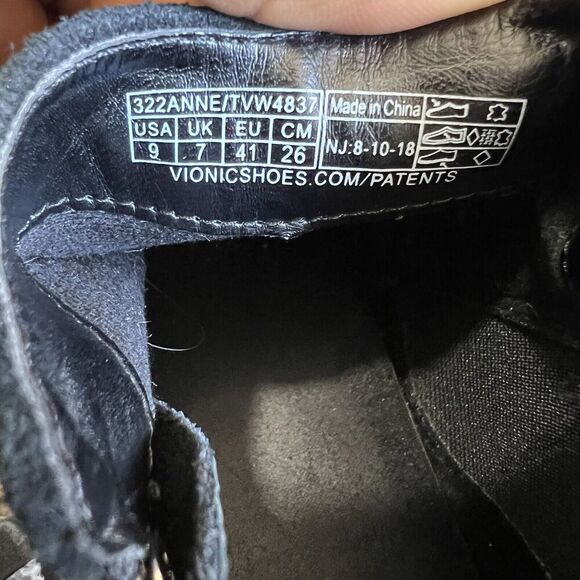 322ANNE/TVW4837 Made in China
USA UK EU CM
9 7 41 26 NJ:8-10-18
VIONICSHOES.COM/PATENTS